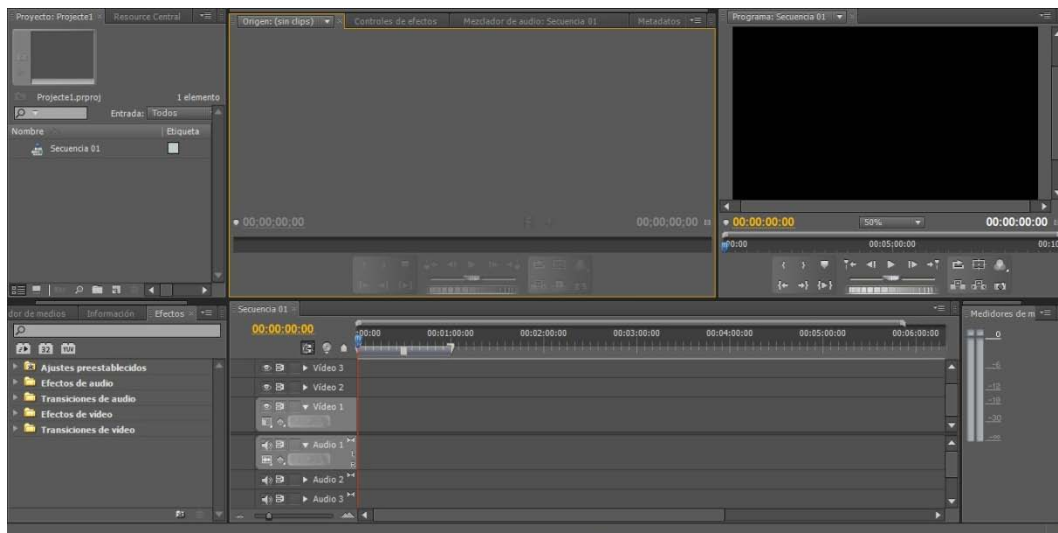 Proyecto: Projecte1
Resource Central
Projecte1.prproj
1 elemento
Entrada: Todos
Nombre
Etiqueta
Secuencia 01
Origen: (sin clips)
Controles de efectos
Mezclador de audio: Secuencia 01
Metadatos
00;00;00;00
00;00;00;00
Programa: Secuencia 01
00:00:00:00
50%
00:00:00:00
00:05:00:00
dor de medios
Información
Efectos
Ajustes preestablecidos
Efectos de audio
Transiciones de audio
Efectos de vídeo
Transiciones de vídeo
Secuencia 01
00:00:00:00
:00:00
00:01:00:00
00:02:00:00
00:03:00:00
00:04:00:00
00:05:00:00
00:06:00:00
Vídeo 3
Vídeo 2
Vídeo 1
Audio 1
Audio 2
Audio 3
Medidores de m
0
-6
-12
-18
-30